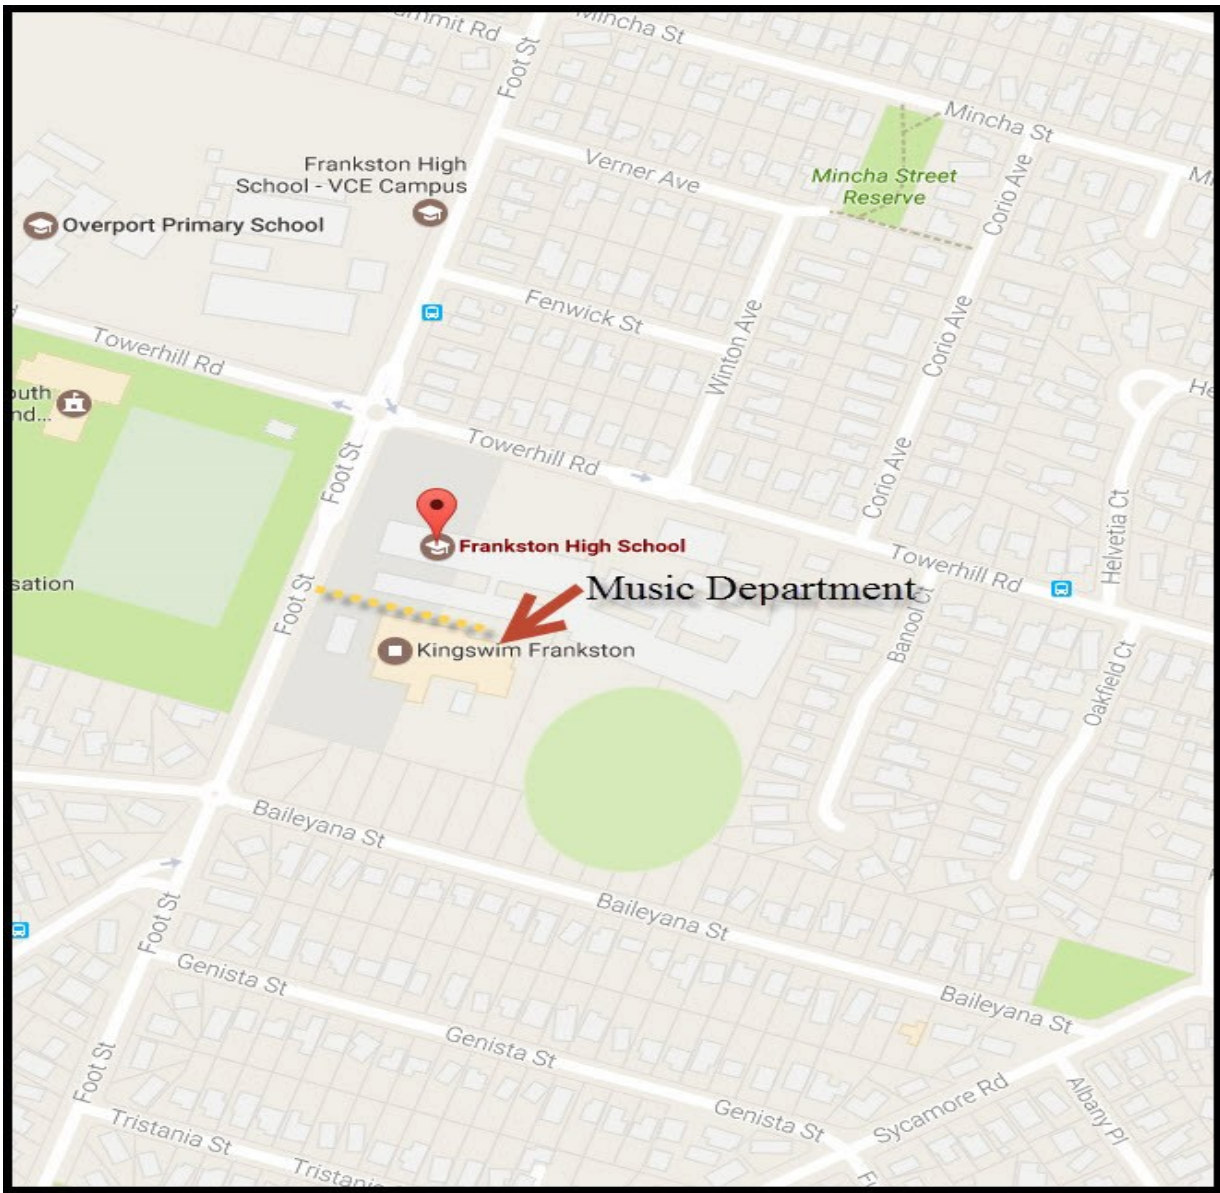 Mincha St
Foot St
Mincha St
Frankston High
School - VCE Campus
Verner Ave
Mincha Street
Reserve
Corio Ave
Overport Primary School
Fenwick St
Towerhill Rd
Winton Ave
Corio Ave
Foot St
Towerhill Rd
Corio Ave
Helvetia Ct
Frankston High School
Towerhill Rd
Foot St
Music Department
Banool Ct
Kingswim Frankston
Oakfield Ct
Baileyana St
Baileyana St
Foot St
Genista St
Baileyana St
Genista St
Foot St
Genista St
Sycamore Rd
Albany Pl
Tristania St